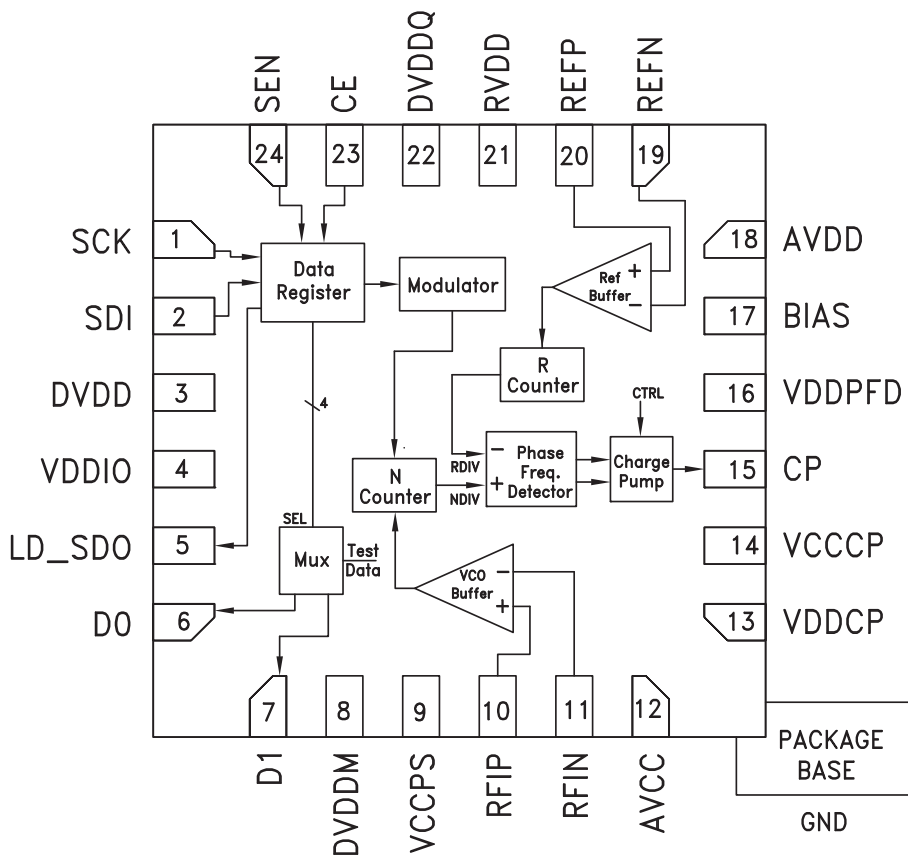 SEN
CE
DVDDQ
RVDD
REFP
REFN
24
23
22
21
20
19
SCK
1
SDI
2
DVDD
3
VDDIO
4
LD_SDO
5
D0
6
18
AVDD
17
BIAS
16
VDDPFD
15
CP
14
VCCCP
13
VDDCP
Data
Register
Modulator
Ref
Buffer
+
−
R
Counter
4
CTRL
N
Counter
RDIV
NDIV
−
+
Phase
Freq.
Detector
Charge
Pump
SEL
Mux
Test
Data
VCO
Buffer
−
+
7
8
9
10
11
12
D1
DVDDM
VCCPS
RFIP
RFIN
AVCC
PACKAGE
BASE
GND